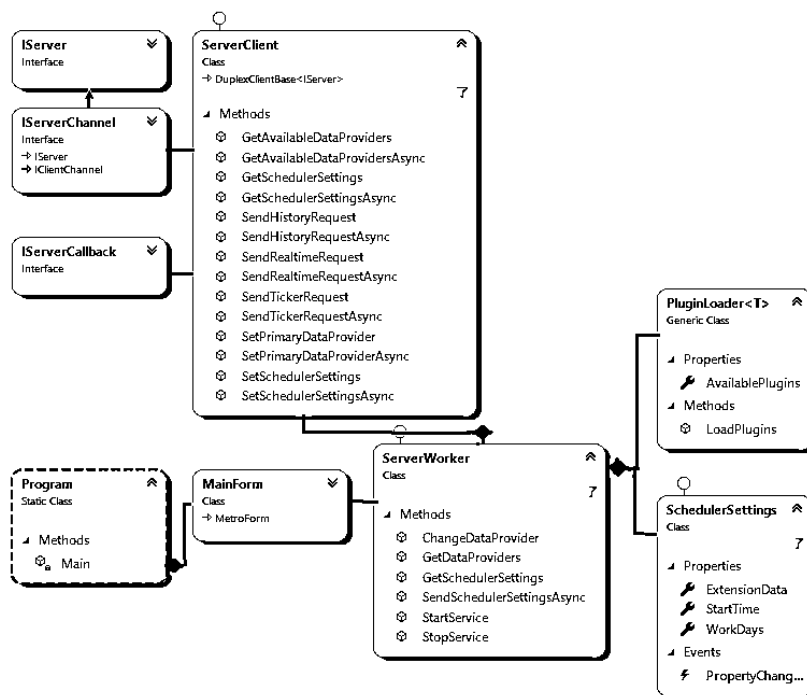 IServer
Interface
IServerChannel
Interface
→ IServer
→ IClientChannel
IServerCallback
Interface
ServerClient
Class
→ DuplexClientBase<IServer>
Methods
GetAvailableDataProviders
GetAvailableDataProvidersAsync
GetSchedulerSettings
GetSchedulerSettingsAsync
SendHistoryRequest
SendHistoryRequestAsync
SendRealtimeRequest
SendRealtimeRequestAsync
SendTickerRequest
SendTickerRequestAsync
SetPrimaryDataProvider
SetPrimaryDataProviderAsync
SetSchedulerSettings
SetSchedulerSettingsAsync
Program
Static Class
Methods
Main
MainForm
Class
→ MetroForm
ServerWorker
Class
Methods
ChangeDataProvider
GetDataProviders
GetSchedulerSettings
SendSchedulerSettingsAsync
StartService
StopService
PluginLoader<T>
Generic Class
Properties
AvailablePlugins
Methods
LoadPlugins
SchedulerSettings
Class
Properties
ExtensionData
StartTime
WorkDays
Events
PropertyChang...